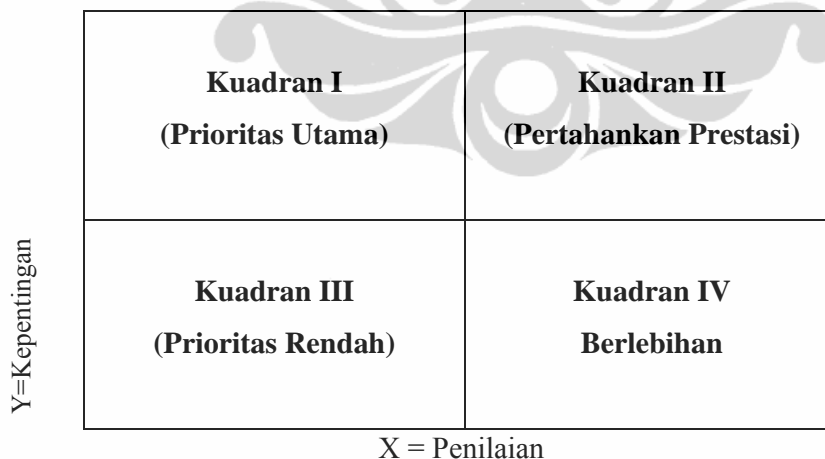 Kuadran I
(Prioritas Utama)
Kuadran II
(Pertahankan Prestasi)
Y=Kepentingan
Kuadran III
(Prioritas Rendah)
Kuadran IV
Berlebihan
X = Penilaian